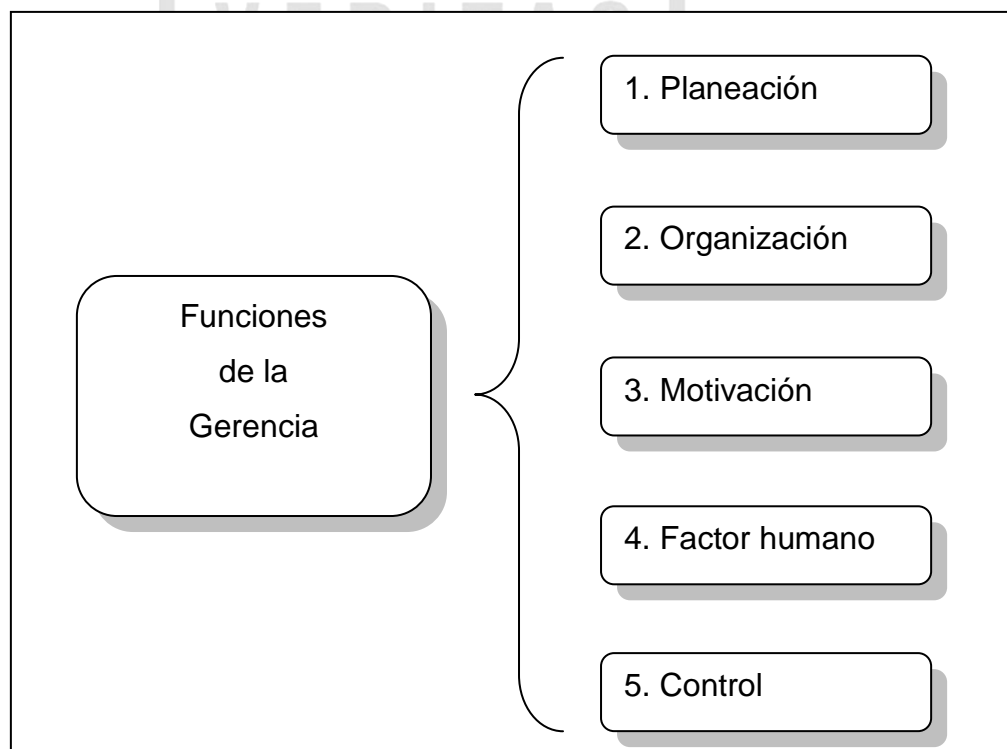 Funciones
de la
Gerencia
1. Planeación
2. Organización
3. Motivación
4. Factor humano
5. Control